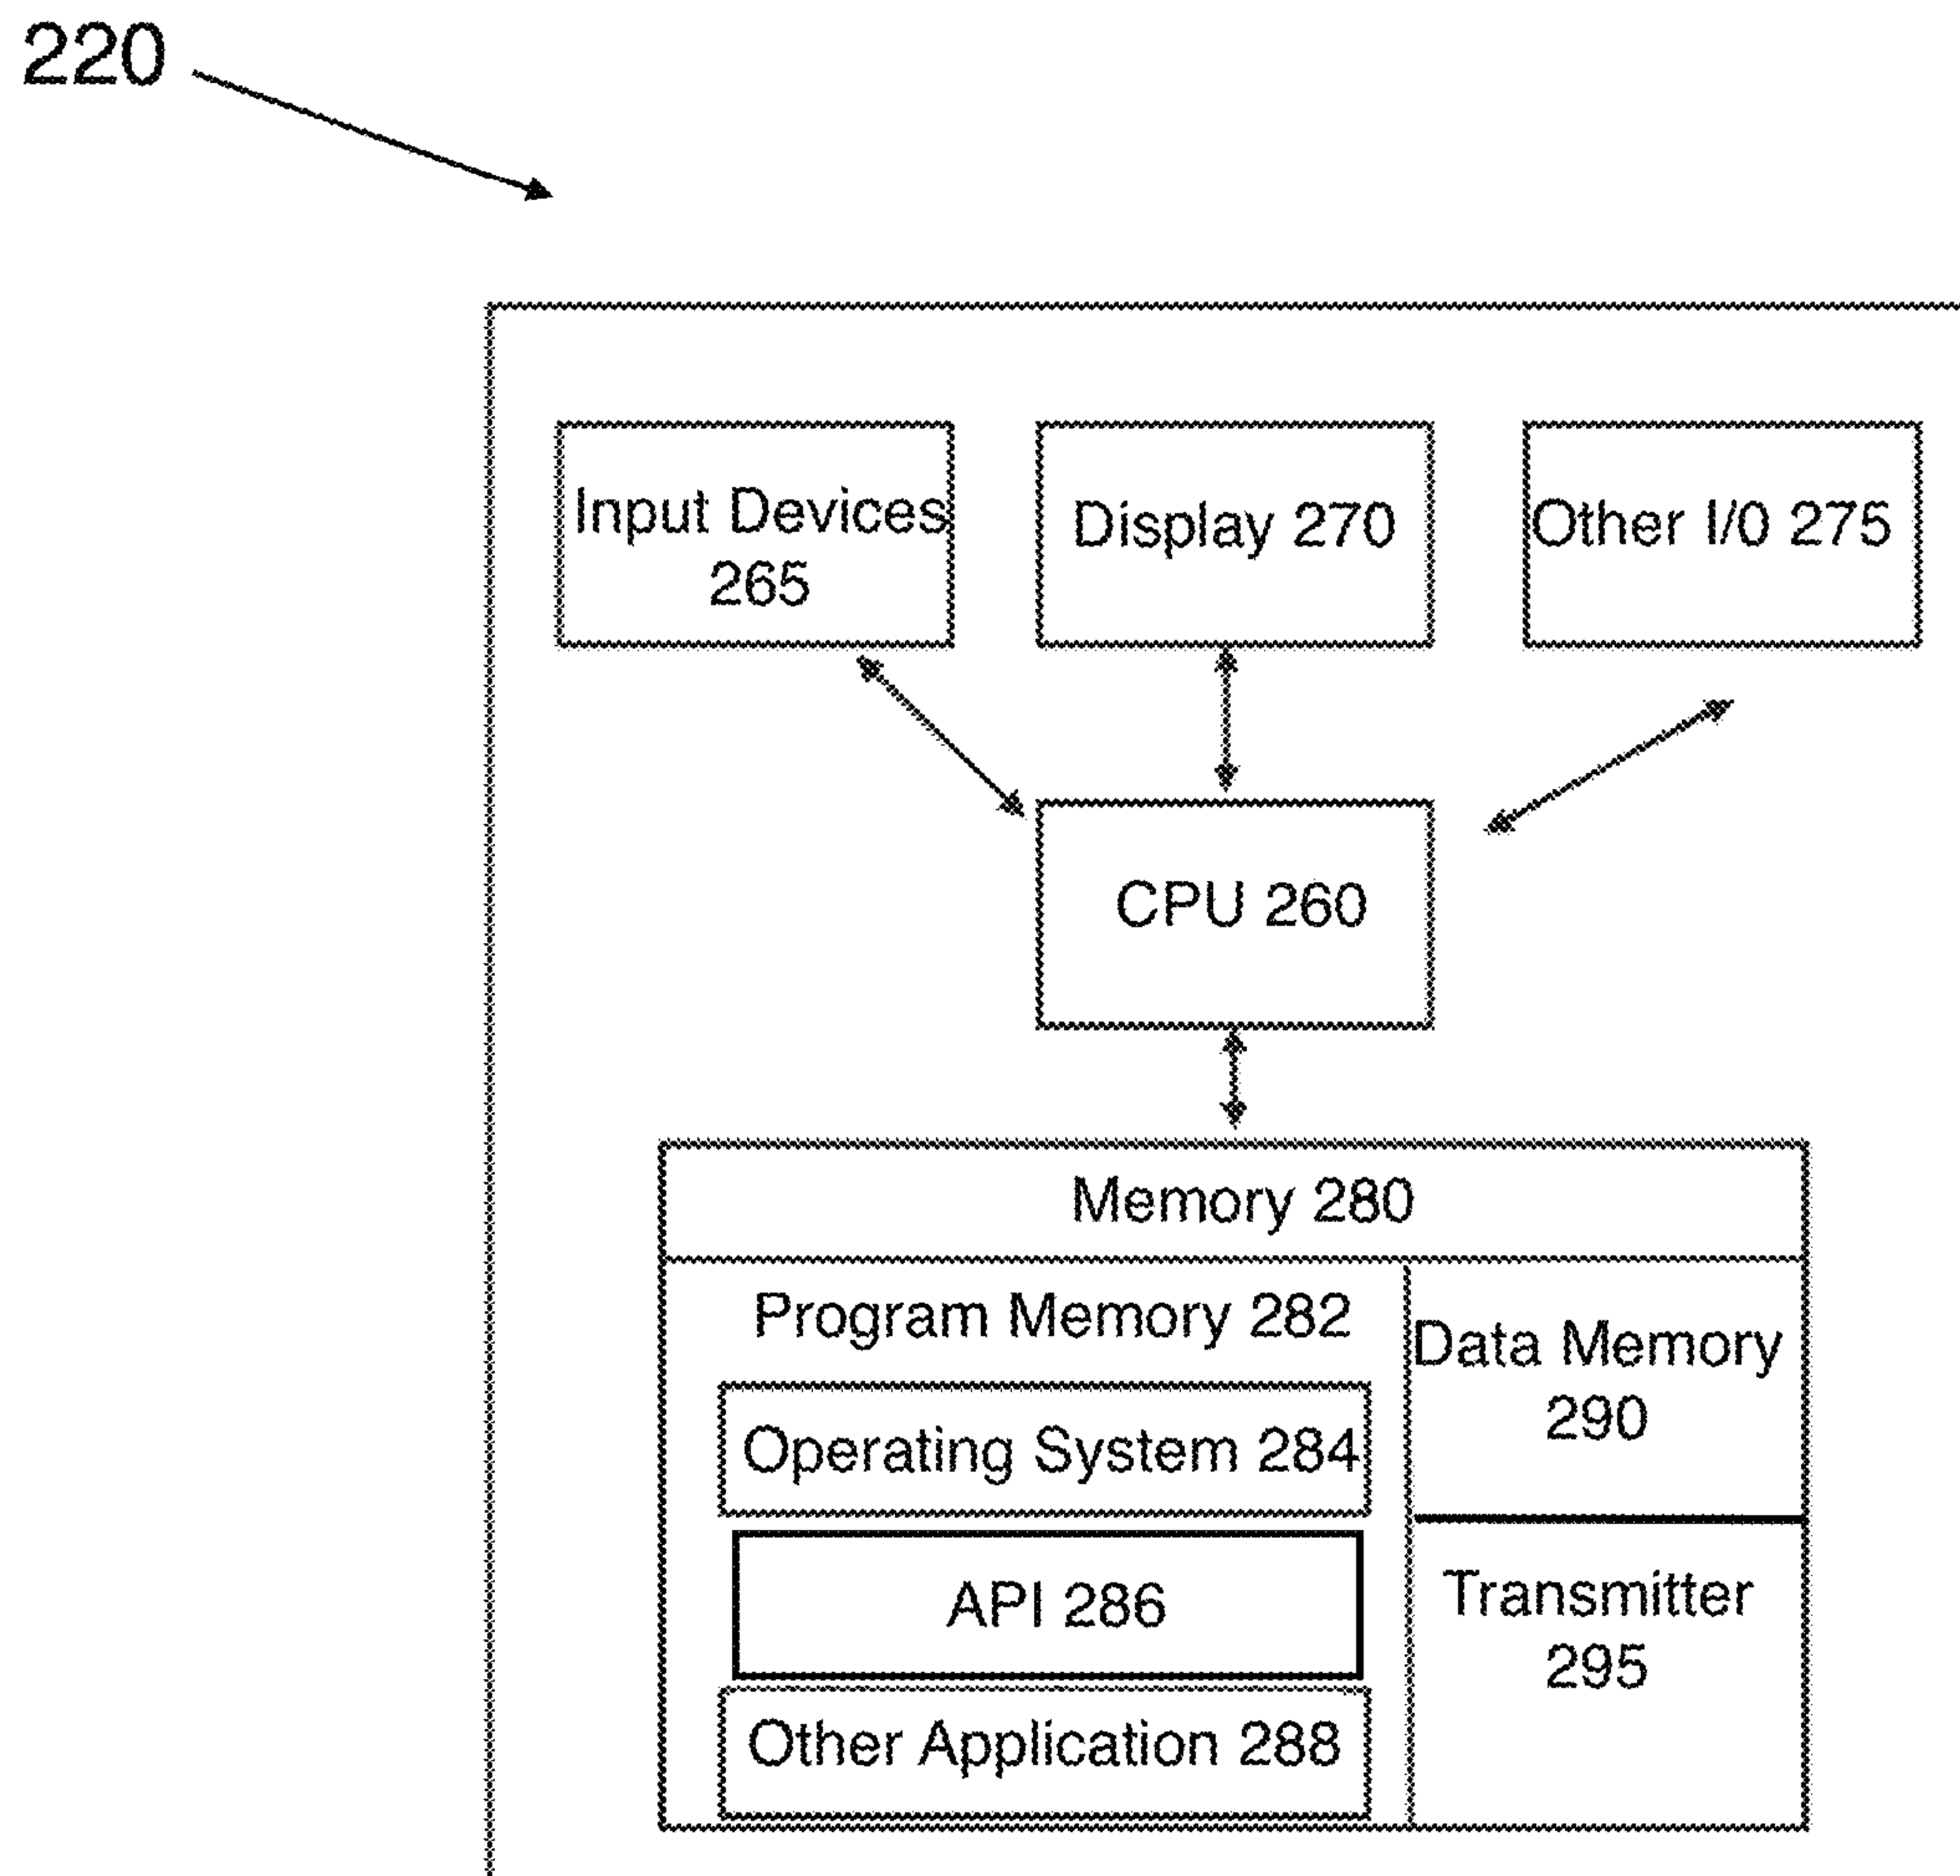 220
Input Devices
265
Display 270
Other I/0 275
CPU 260
Memory 280
Program Memory 282
Operating System 284
API 286
Other Application 288
Data Memory
290
Transmitter
295